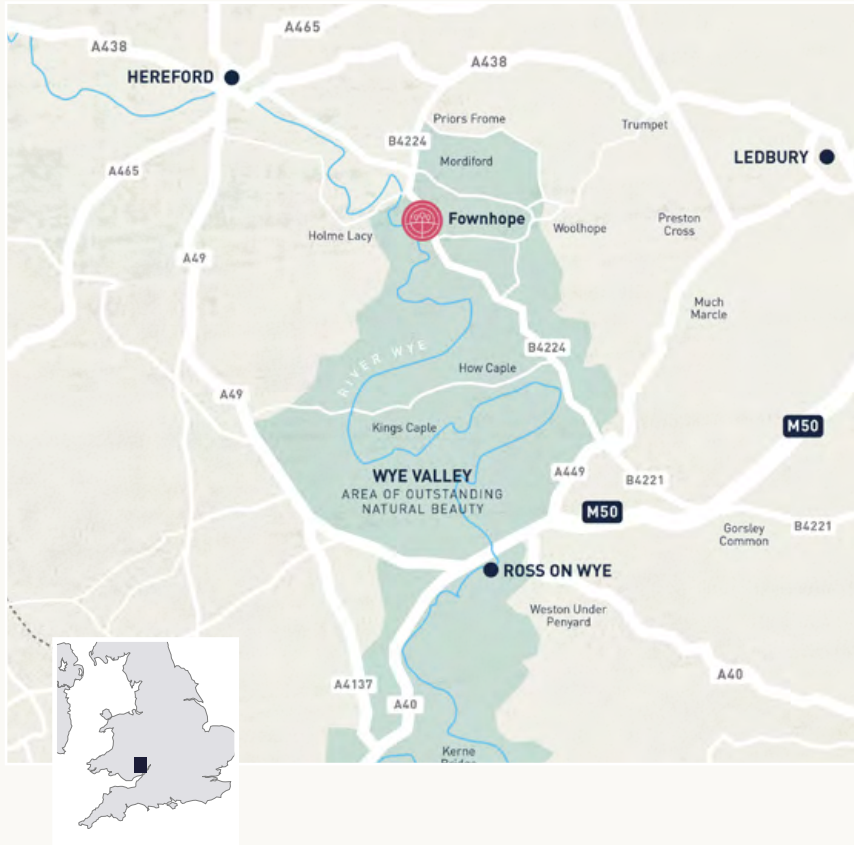 A465
A438
HEREFORD
A438
Priors Frome
Trumpet
B4224
LEDBURY
Mordiford
A465
Fownhope
Preston
Cross
Woolhope
Holme Lacy
A49
Much
Marcle
RIVER WYE
B4224
How Caple
A49
Kings Caple
M50
WYE VALLEY
AREA OF OUTSTANDING
NATURAL BEAUTY
A449
B4221
M50
Gorsley
Common
B4221
ROSS ON WYE
Weston Under
Penyard
A40
A4137
A40
Kerne
Bridge